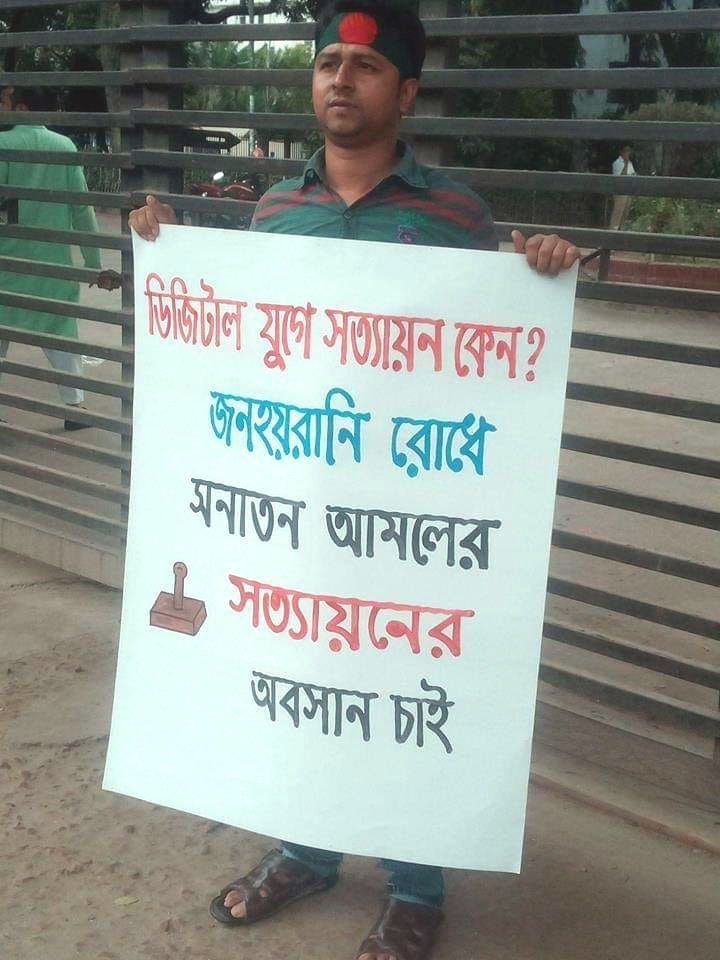 ডিজিটাল যুগে সত্যায়ন কেন?
জনহয়রানি রোধে
সনাতন আমলের
সত্যায়নের
অবসান চাই